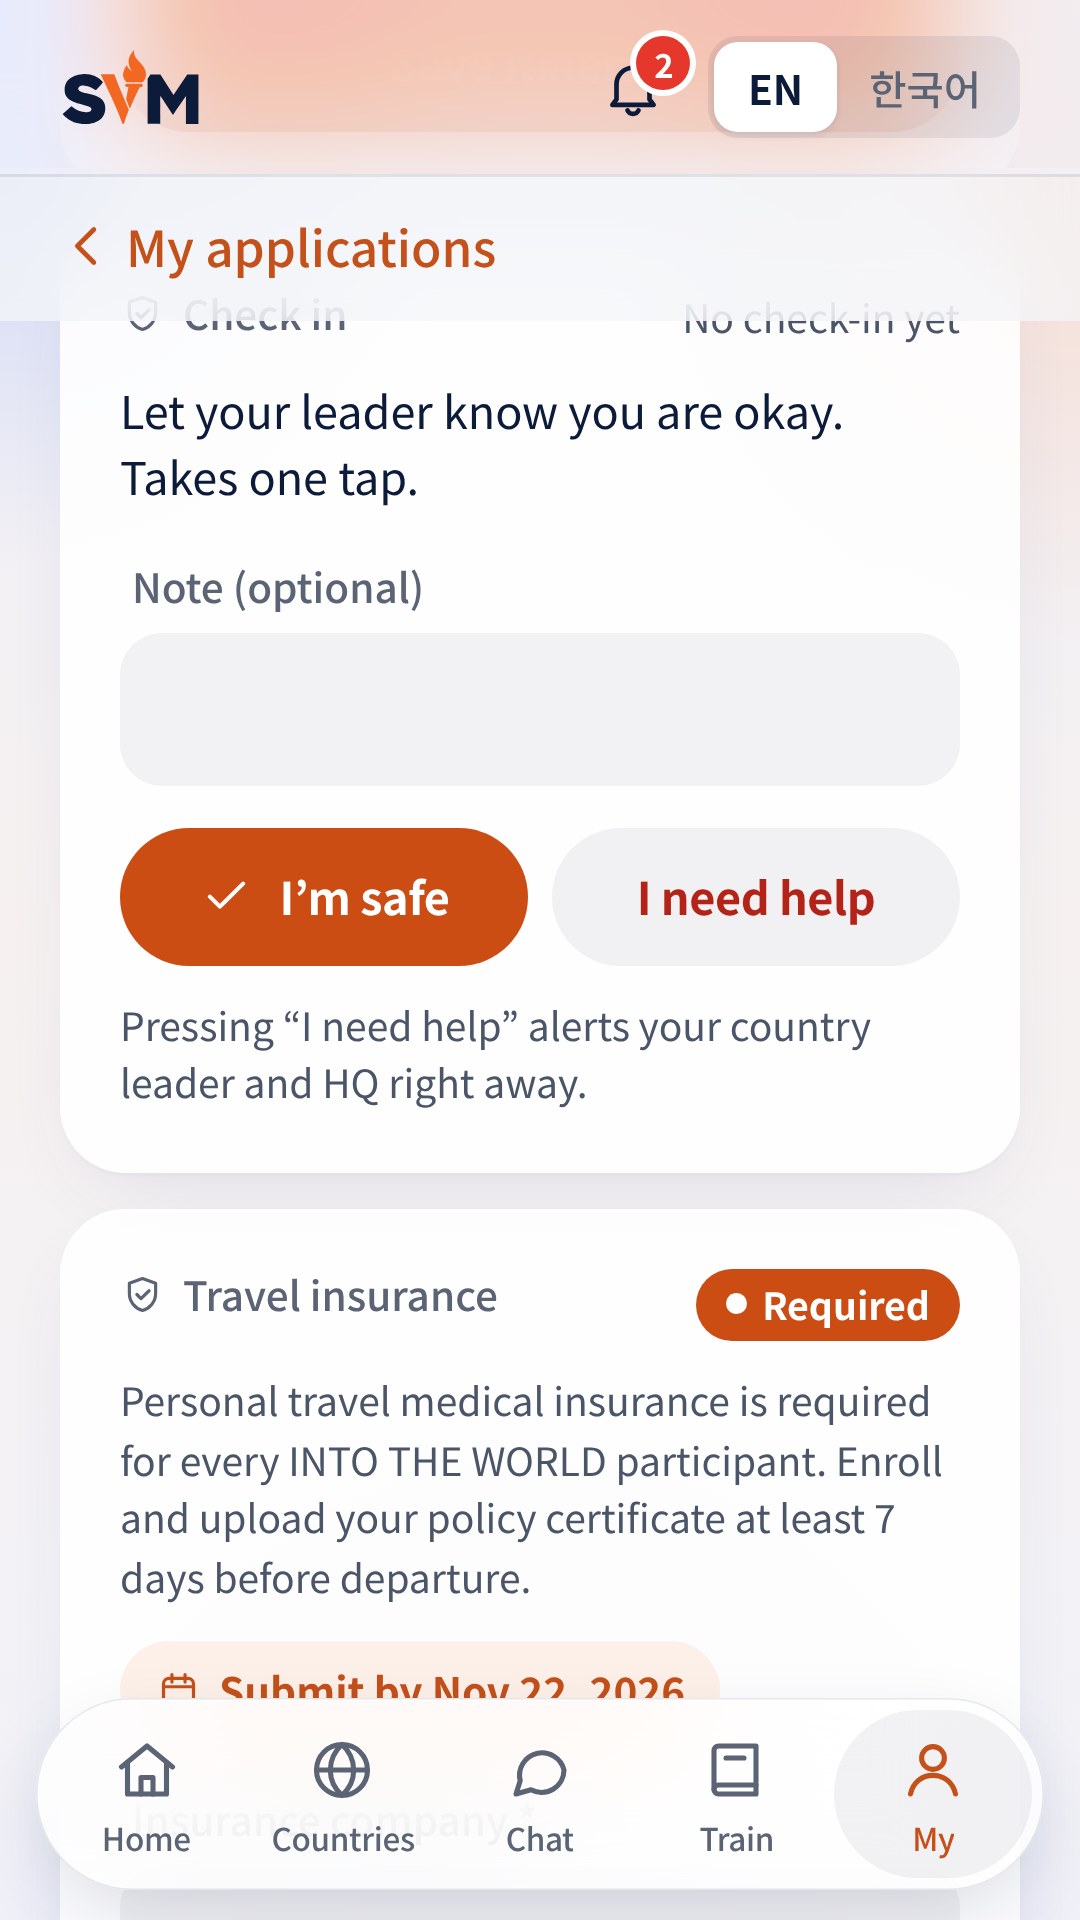 SVM
2
EN
한국어
My applications
Check in
No check-in yet
Let your leader know you are okay.
Takes one tap.
Note (optional)
I’m safe
I need help
Pressing “I need help” alerts your country
leader and HQ right away.
Travel insurance
Required
Personal travel medical insurance is required
for every INTO THE WORLD participant. Enroll
and upload your policy certificate at least 7
days before departure.
Submit by Nov 22, 2026
Insurance company *
Home
Countries
Chat
Train
My